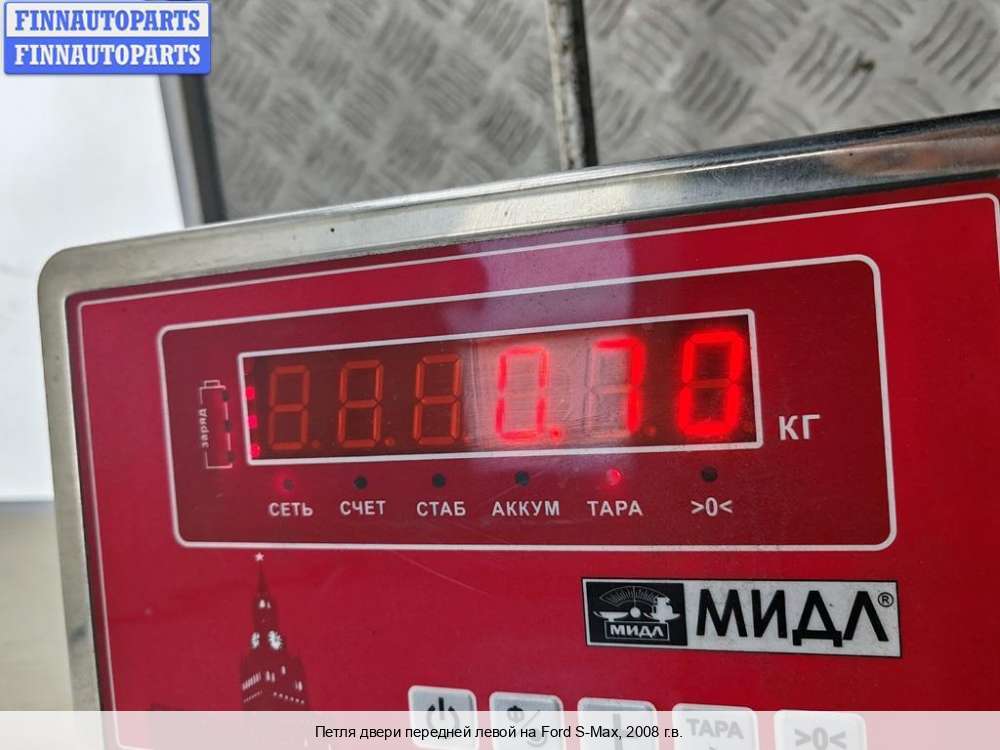 FINNAUTOPARTS
FINNAUTOPARTS
заряд
0.70 КГ
СЕТЬ СЧЕТ СТАБ АККУМ ТАРА >0<
МИДЛ МИДЛ®
ТАРА >0<
Петля двери передней левой на Ford S-Max, 2008 г.в.